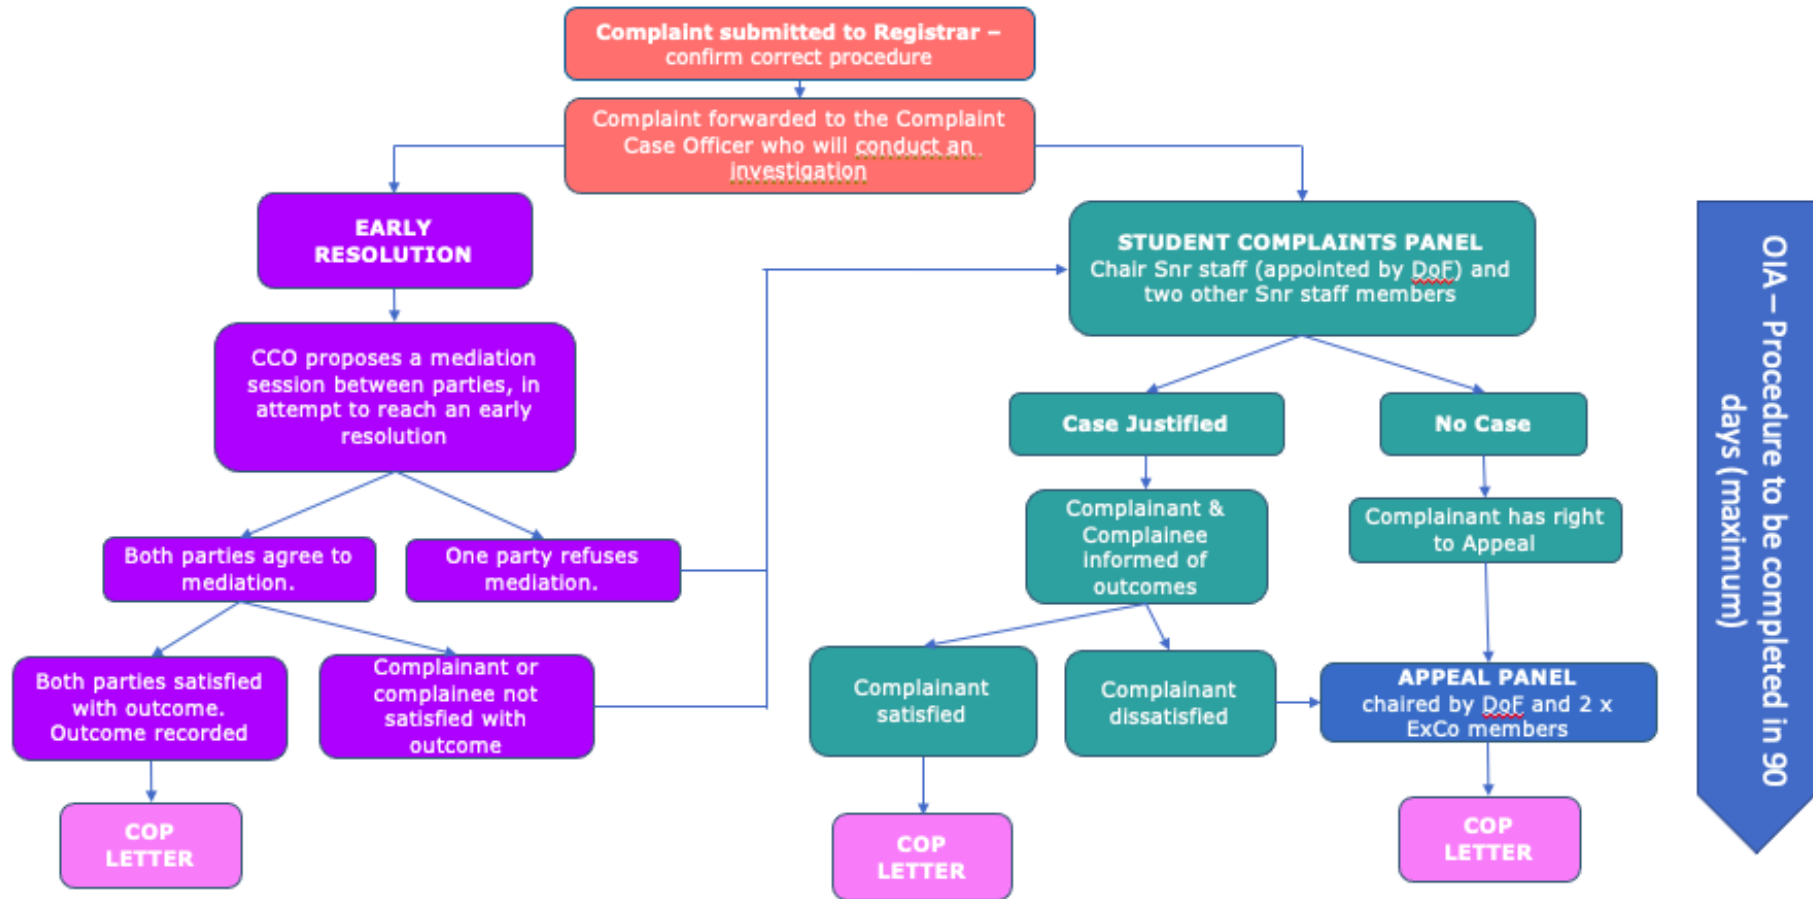 Complaint submitted to Registrar –
confirm correct procedure
Complaint forwarded to the Complaint
Case Officer who will conduct an
investigation
EARLY
RESOLUTION
CCO proposes a mediation
session between parties, in
attempt to reach an early
resolution
Both parties agree to
mediation.
One party refuses
mediation.
Both parties satisfied
with outcome.
Outcome recorded
Complainant or
complainee not
satisfied with
outcome
COP
LETTER
STUDENT COMPLAINTS PANEL
Chair Snr staff (appointed by DoF) and
two other Snr staff members
Case Justified
No Case
Complainant &
Complainee
informed of
outcomes
Complainant has right
to Appeal
Complainant
satisfied
Complainant
dissatisfied
APPEAL PANEL
chaired by DoF and 2 x
ExCo members
COP
LETTER
COP
LETTER
OIA – Procedure to be completed in 90
days (maximum)